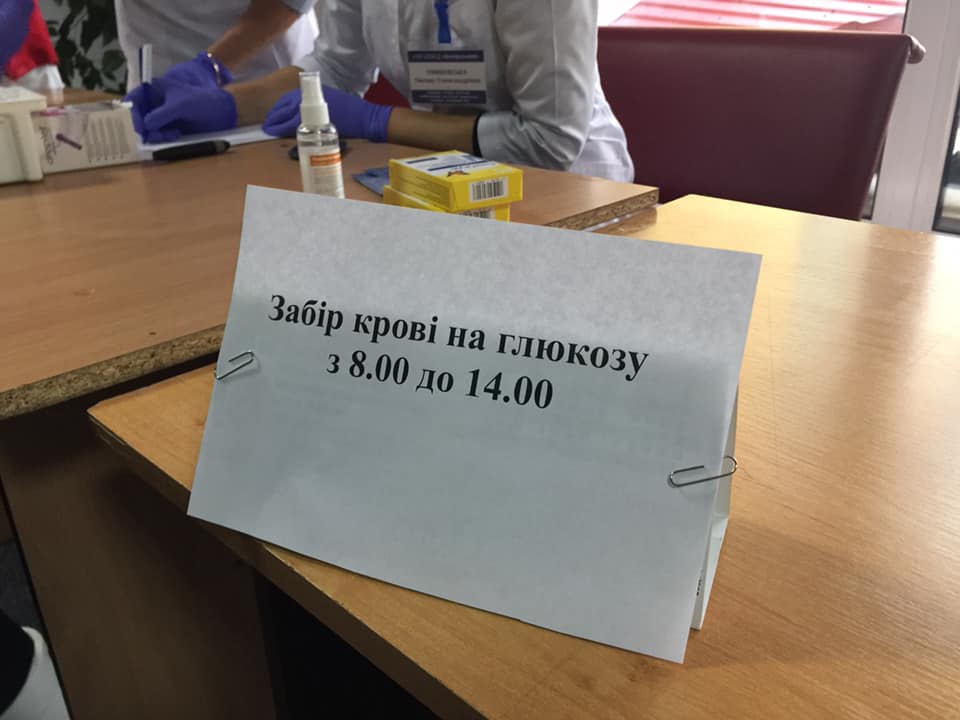 Забір крові на глюкозу
з 8.00 до 14.00